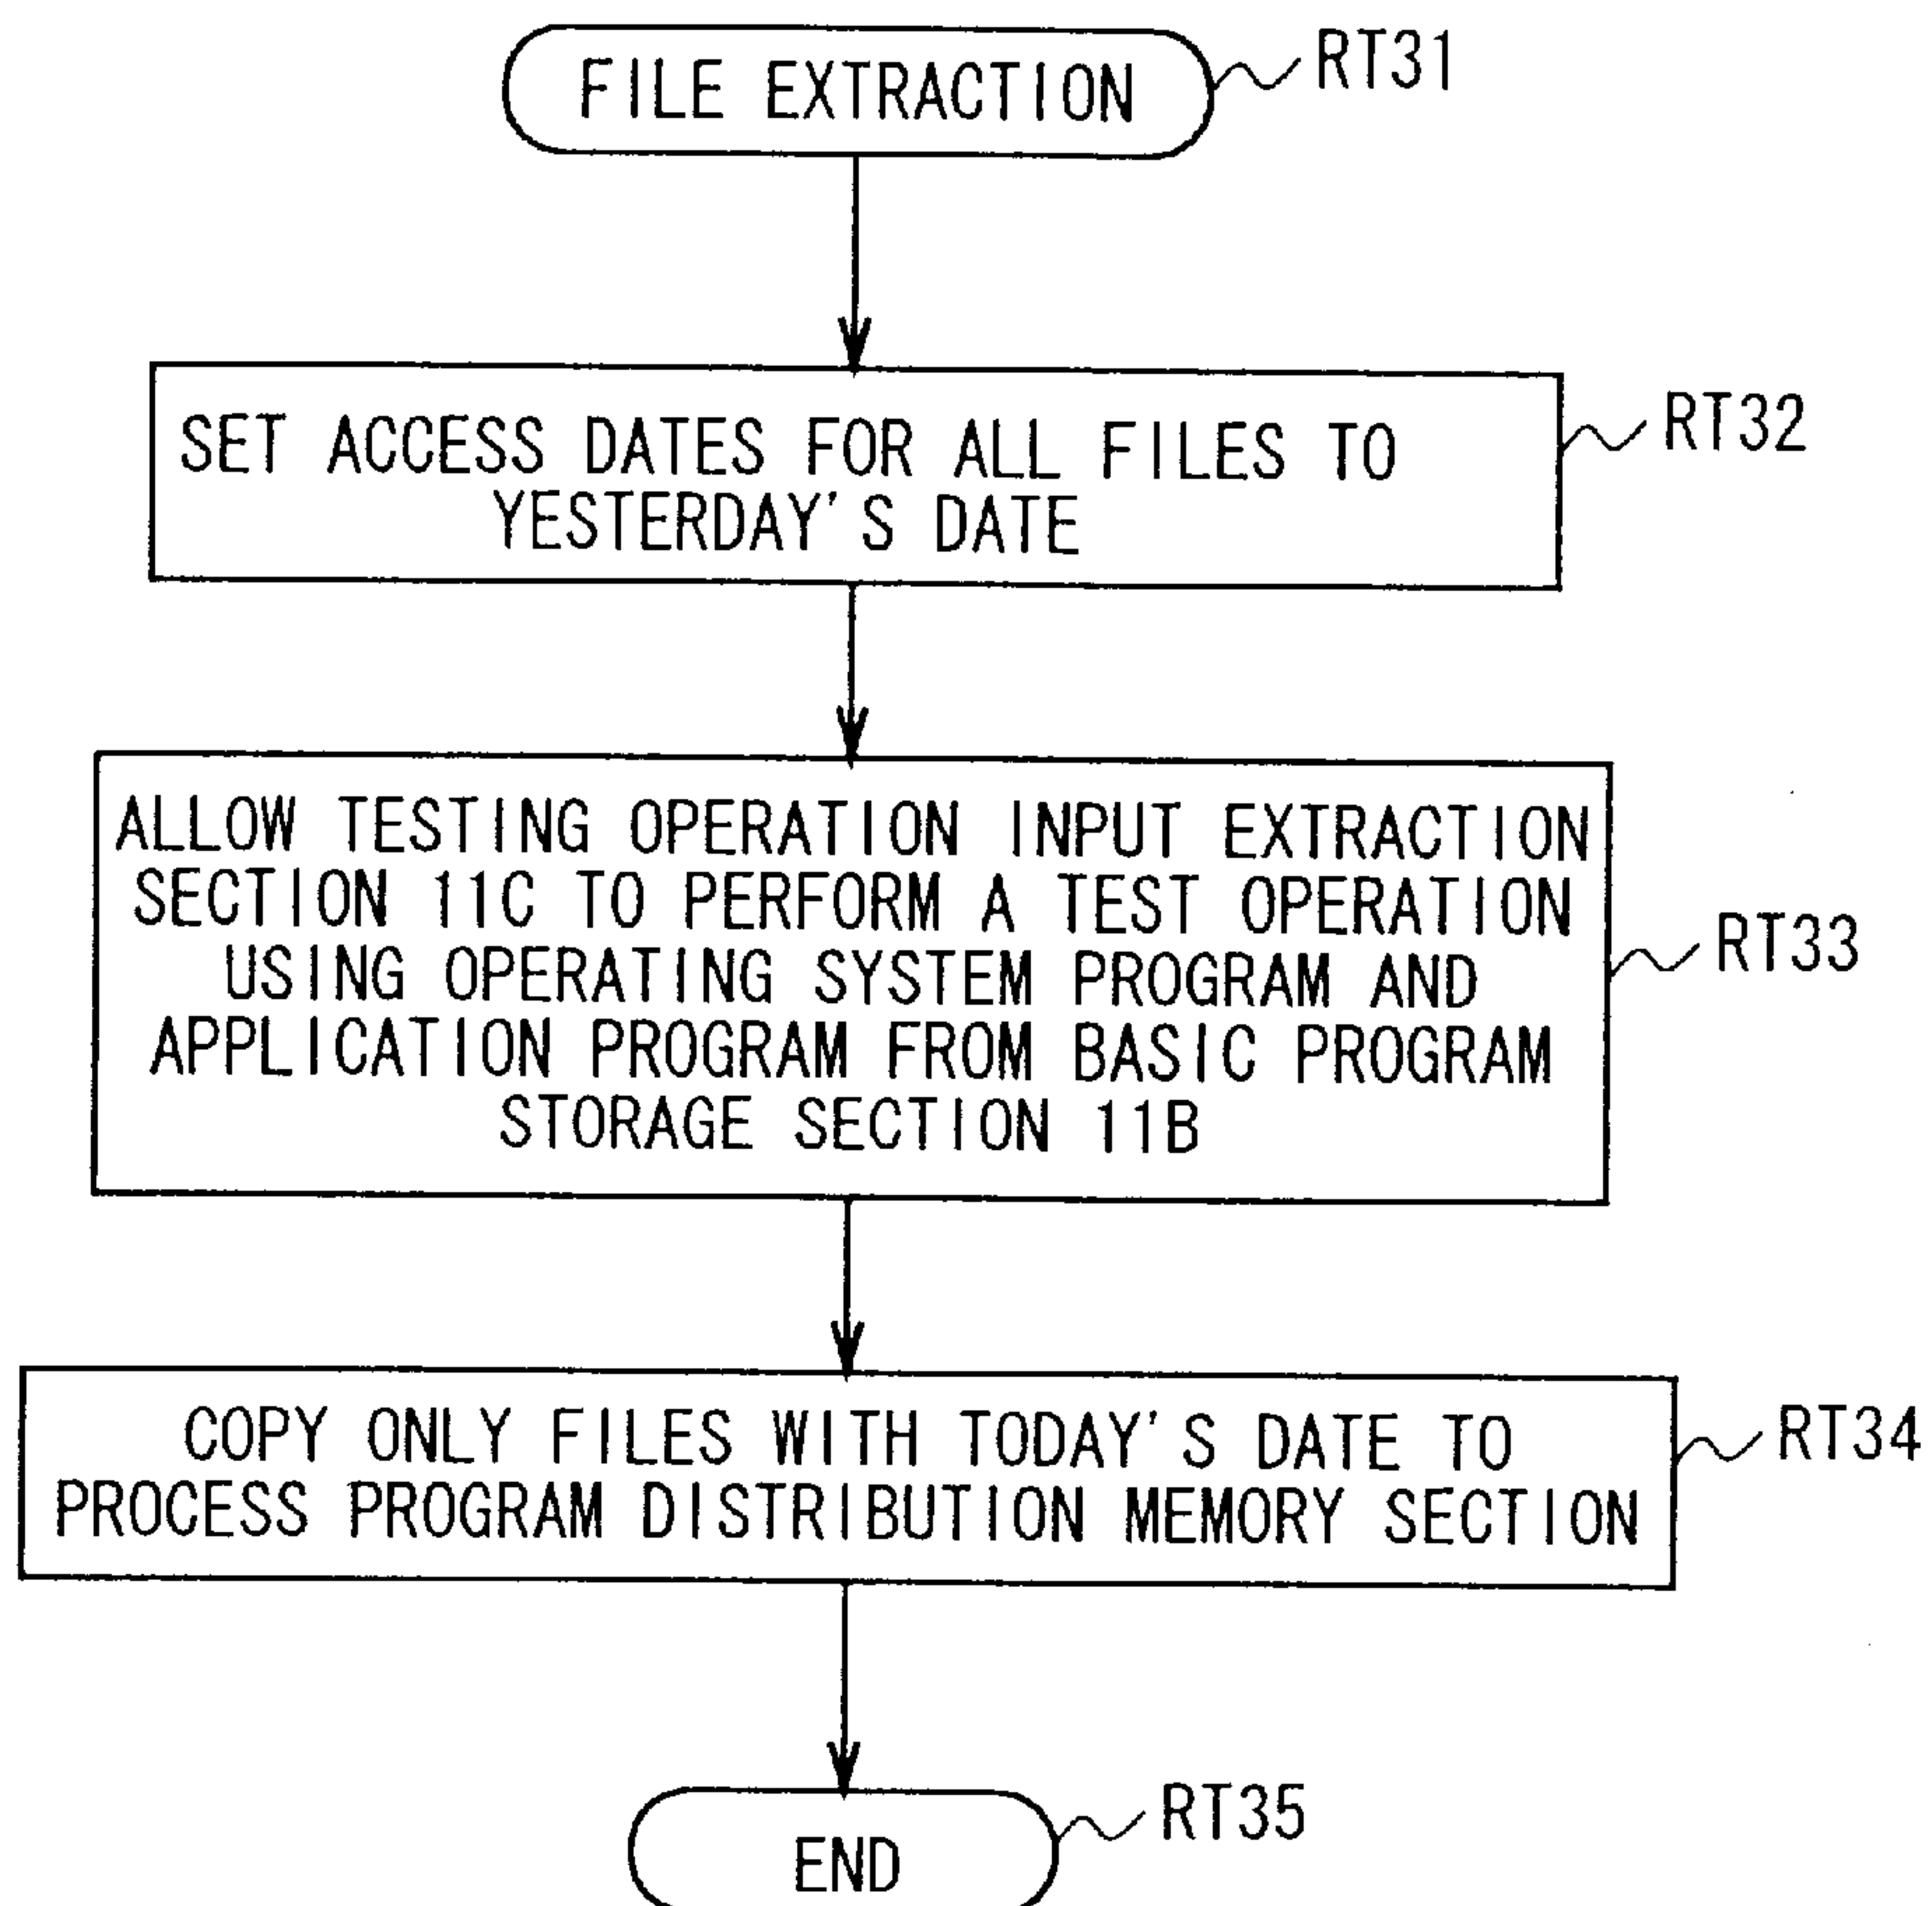 FILE EXTRACTION
RT31
SET ACCESS DATES FOR ALL FILES TO
YESTERDAY'S DATE
RT32
ALLOW TESTING OPERATION INPUT EXTRACTION
SECTION 11C TO PERFORM A TEST OPERATION
USING OPERATING SYSTEM PROGRAM AND
APPLICATION PROGRAM FROM BASIC PROGRAM
STORAGE SECTION 11B
RT33
COPY ONLY FILES WITH TODAY'S DATE TO
PROCESS PROGRAM DISTRIBUTION MEMORY SECTION
RT34
END
RT35